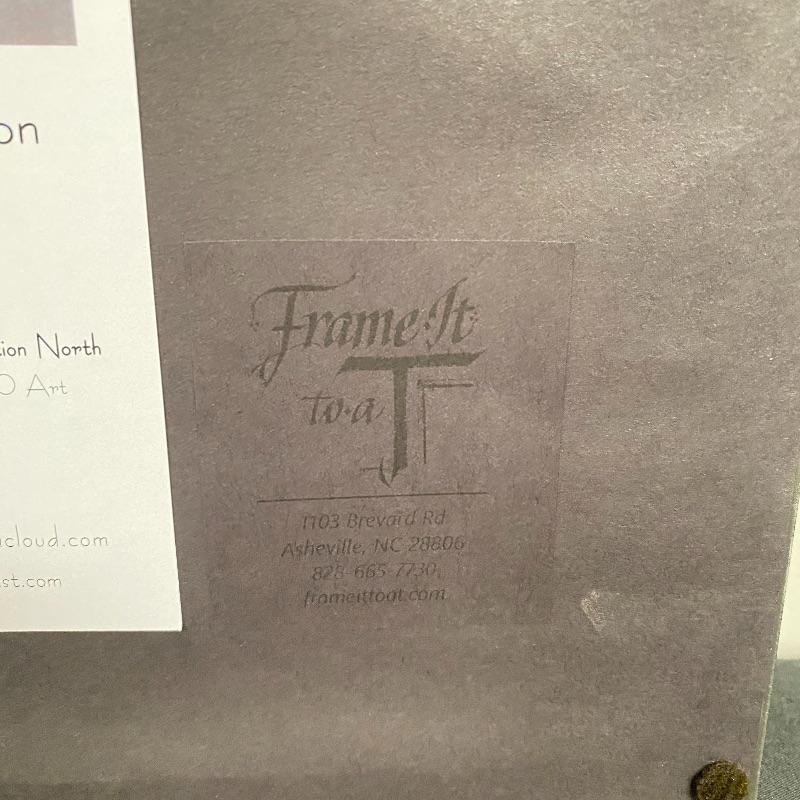 on
tion North
O Art
cloud.com
st.com
Frame·It
to·a T
1103 Brevard Rd.
Asheville, NC 28806
828-665-7730
frameittoat.com